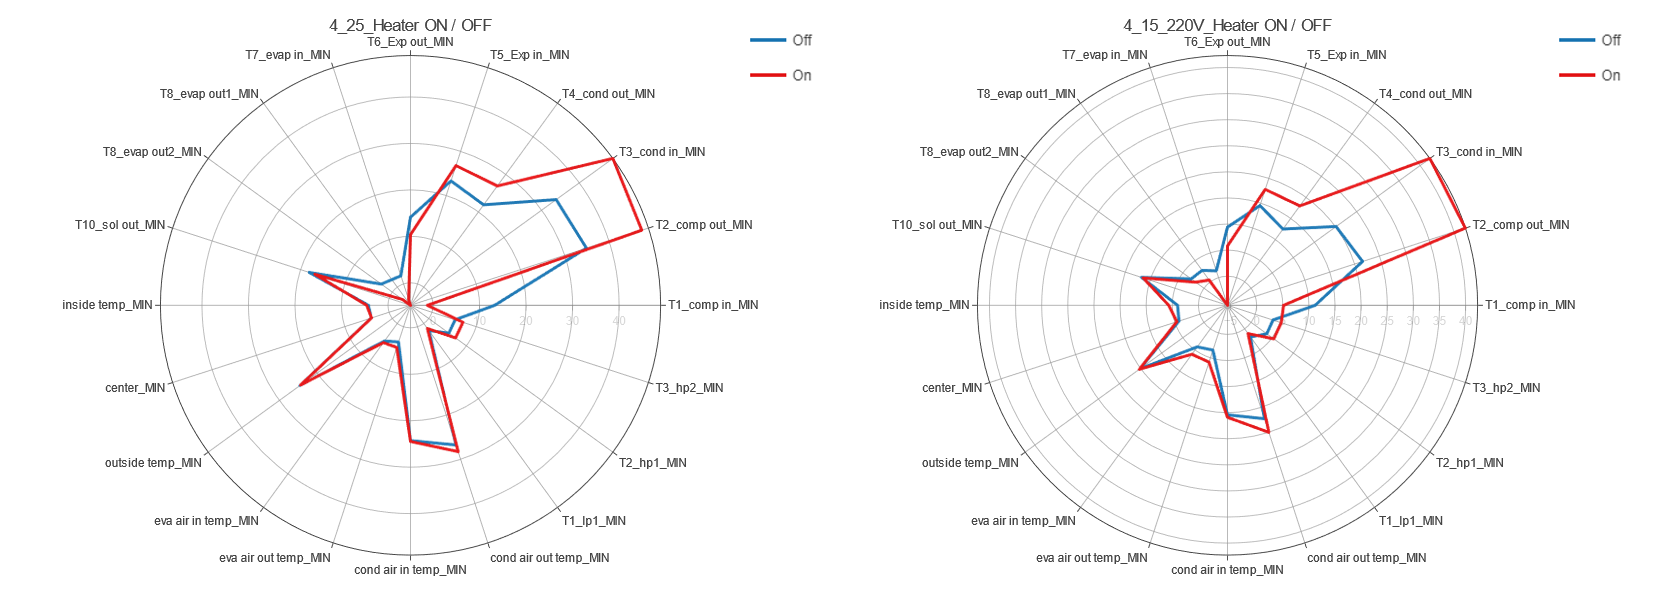 4_25_Heater ON / OFF
Off
On
T6_Exp out_MIN
T7_evap in_MIN
T5_Exp in_MIN
T8_evap out1_MIN
T4_cond out_MIN
T8_evap out2_MIN
T3_cond in_MIN
T10_sol out_MIN
T2_comp out_MIN
inside temp_MIN
T1_comp in_MIN
10 20 30 40
center_MIN
T3_hp2_MIN
outside temp_MIN
T2_hp1_MIN
eva air in temp_MIN
T1_lp1_MIN
eva air out temp_MIN
cond air out temp_MIN
cond air in temp_MIN
4_15_220V_Heater ON / OFF
Off
On
T6_Exp out_MIN
T7_evap in_MIN
T5_Exp in_MIN
T8_evap out1_MIN
T4_cond out_MIN
T8_evap out2_MIN
T3_cond in_MIN
T10_sol out_MIN
T2_comp out_MIN
inside temp_MIN
T1_comp in_MIN
10 15 20 25 30 35 40
center_MIN
T3_hp2_MIN
outside temp_MIN
T2_hp1_MIN
eva air in temp_MIN
T1_lp1_MIN
eva air out temp_MIN
cond air out temp_MIN
cond air in temp_MIN